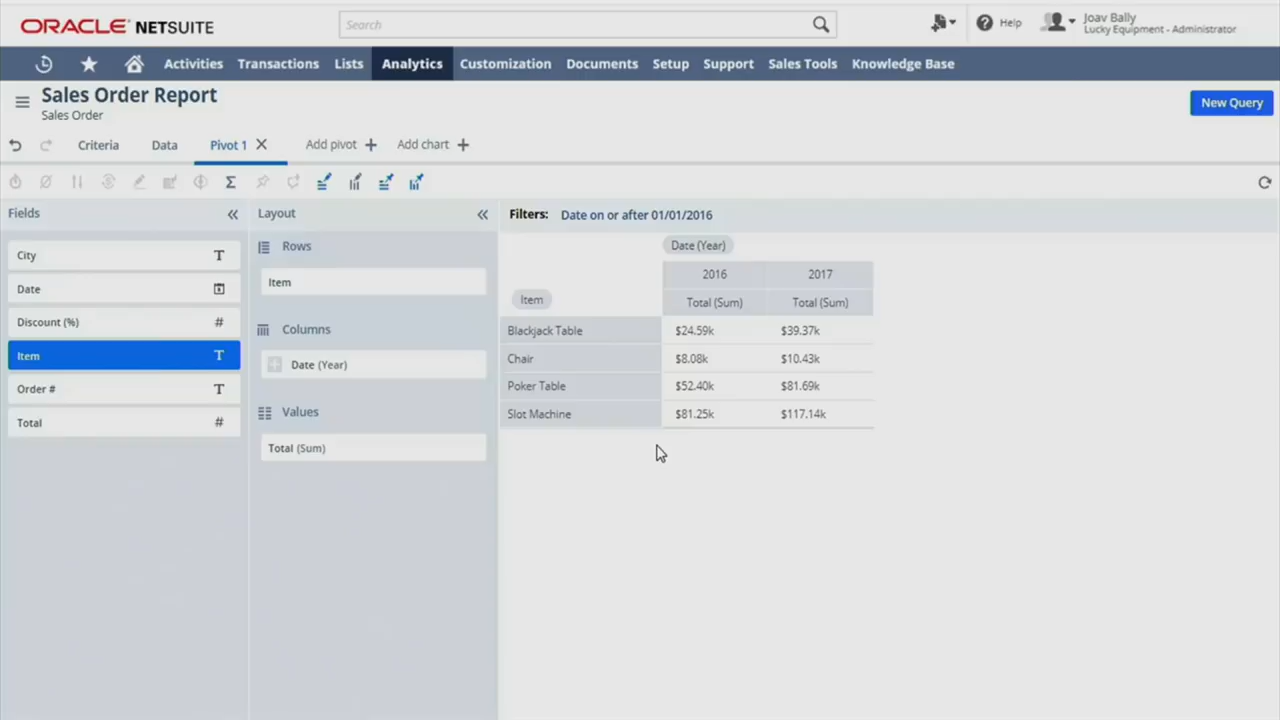 ORACLE NETSUITE
Search
Help
Joav Bally
Lucky Equipment - Administrator
Activities Transactions Lists Analytics Customization Documents Setup Support Sales Tools Knowledge Base
Sales Order Report
Sales Order
New Query
Criteria Data Pivot 1 Add pivot Add chart
Fields
City
Date
Discount (%)
Item
Order #
Total
Layout
Rows
Item
Columns
Date (Year)
Values
Total (Sum)
Filters: Date on or after 01/01/2016
Date (Year)
2016 2017
Item Total (Sum) Total (Sum)
Blackjack Table $24.59k $39.37k
Chair $8.08k $10.43k
Poker Table $52.40k $81.69k
Slot Machine $81.25k $117.14k